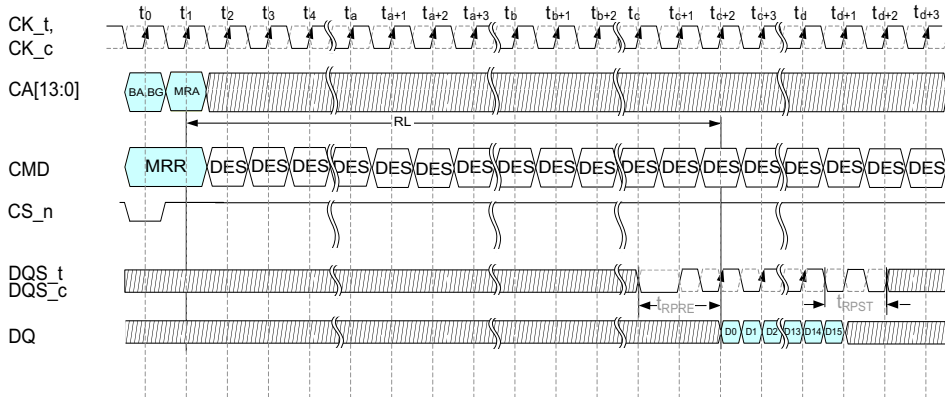 t0 t1 t2 t3 t4 ta ta+1 ta+2 ta+3 tb tb+1 tb+2 tc tc+1 tc+2 tc+3 td td+1 td+2 td+3
CK_t,
CK_c
CA[13:0] BA,BG MRA
RL
CMD MRR DES DES DES DES DES DES DES DES DES DES DES DES DES DES DES DES DES DES
CS_n
DQS_t
DQS_c
tRPRE tRPST
DQ D0 D1 D2 D13 D14 D15